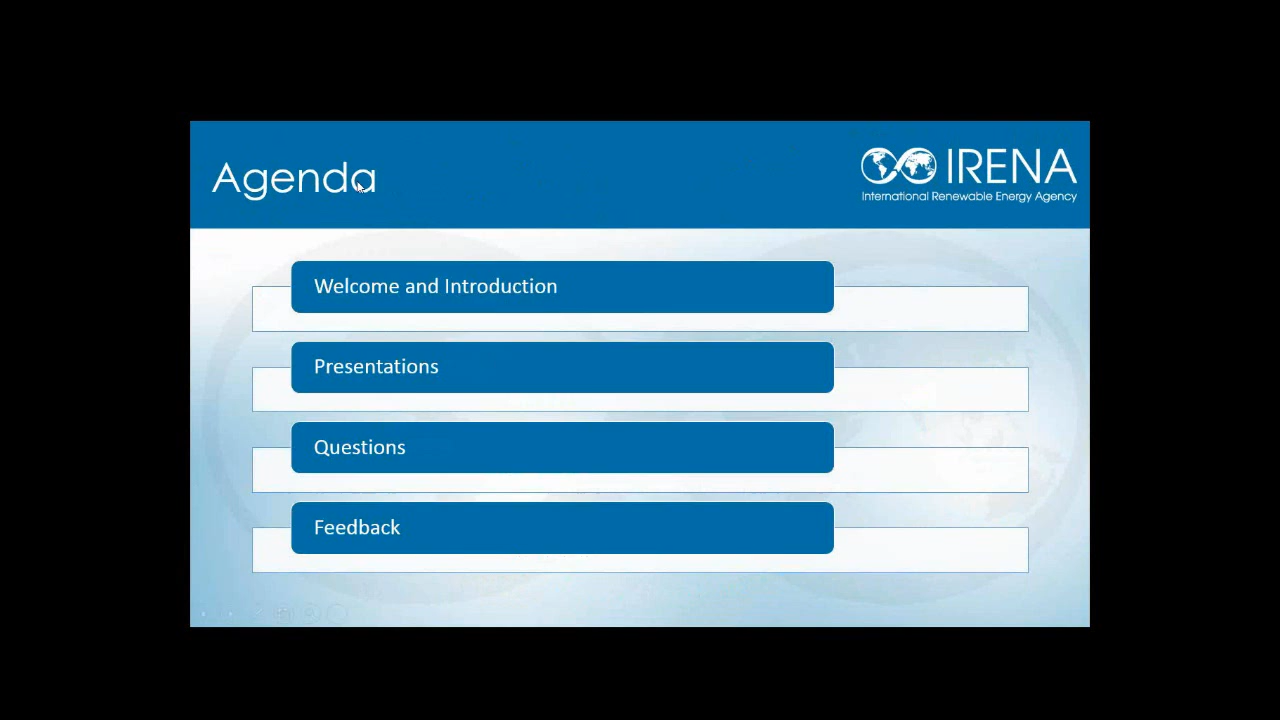 Agenda
IRENA
International Renewable Energy Agency
Welcome and Introduction
Presentations
Questions
Feedback